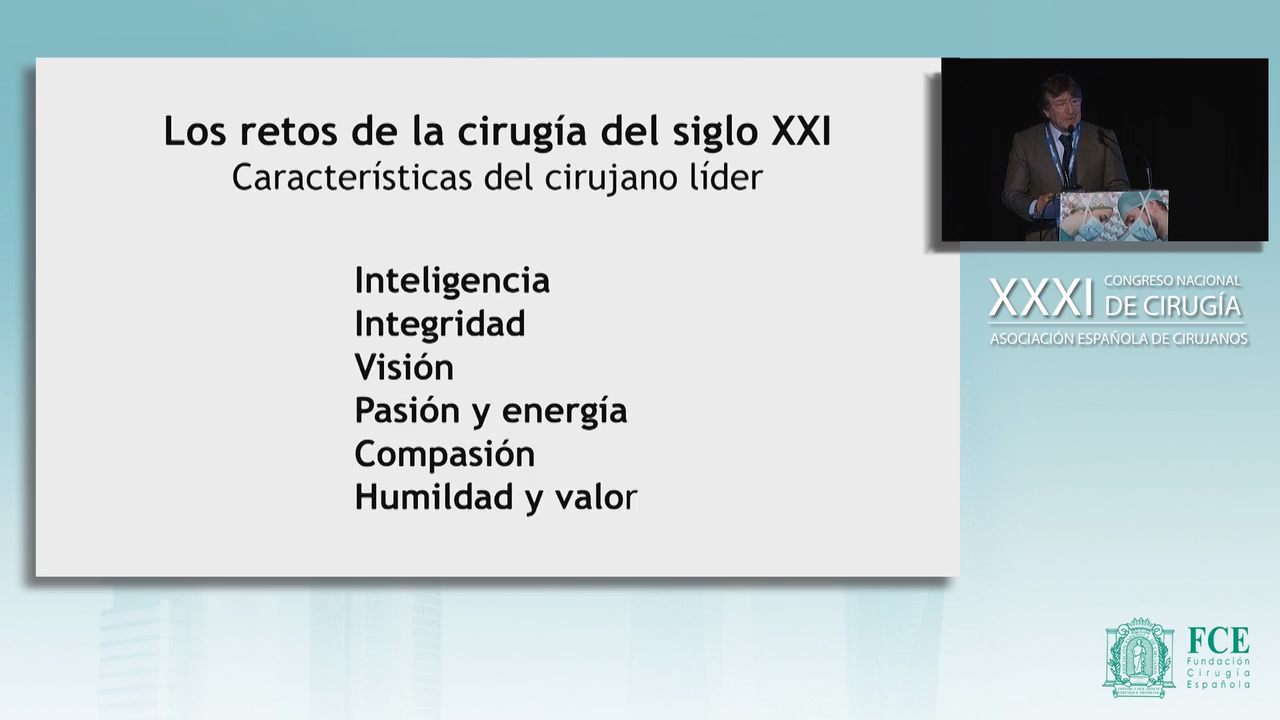 Los retos de la cirugía del siglo XXI
Características del cirujano líder
Inteligencia
Integridad
Visión
Pasión y energía
Compasión
Humildad y valor
XXXI CONGRESO NACIONAL
DE CIRUGÍA
ASOCIACIÓN ESPAÑOLA DE CIRUJANOS
FCE
Fundación
Cirugía
Española